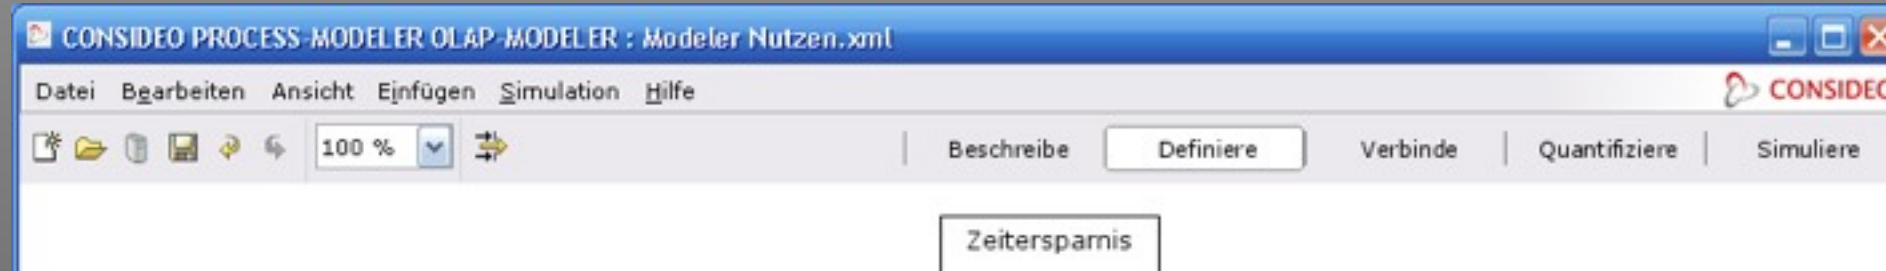 CONSIDEO PROCESS-MODELER OLAP-MODELER : Modeler Nutzen.xml
Datei Bearbeiten Ansicht Einfügen Simulation Hilfe CONSIDEO
100 % Beschreibe Definiere Verbinde Quantifiziere Simuliere
Zeitersparnis